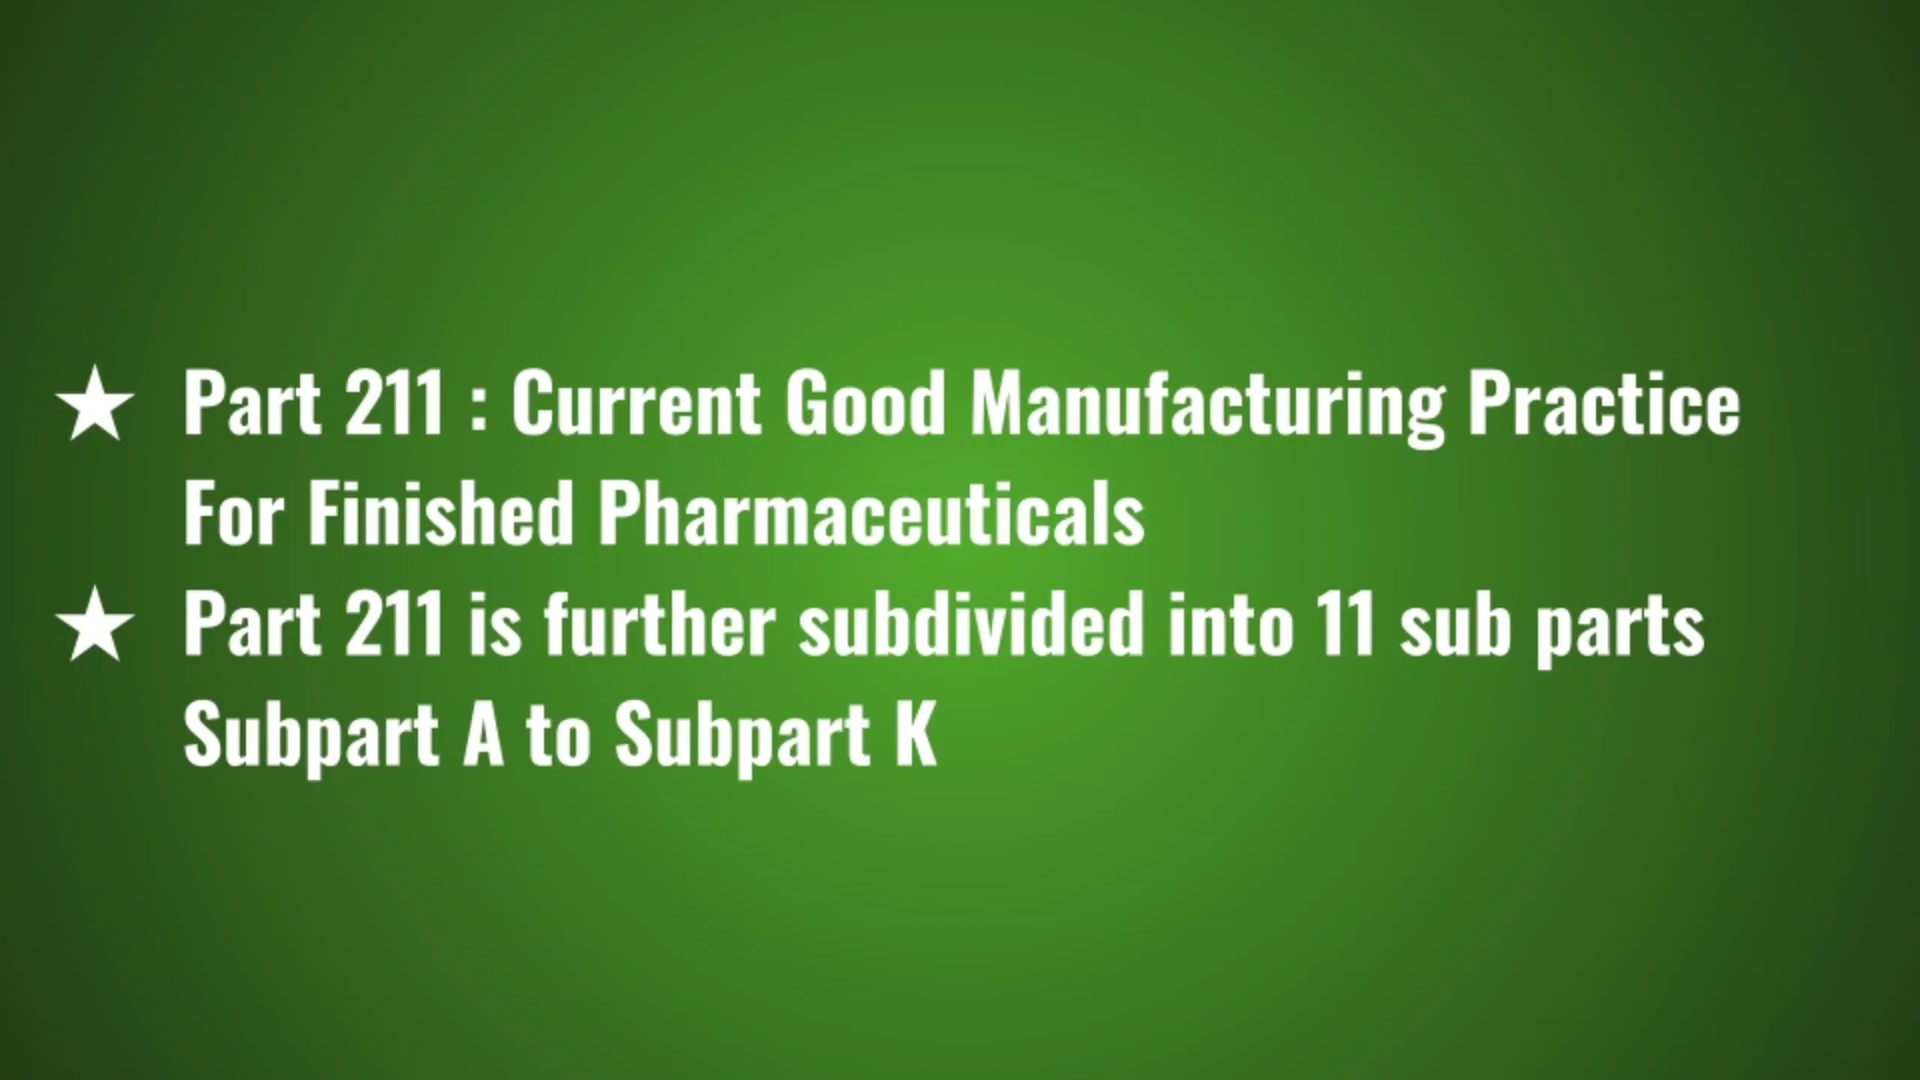 ★ Part 211 : Current Good Manufacturing Practice
For Finished Pharmaceuticals
★ Part 211 is further subdivided into 11 sub parts
Subpart A to Subpart K